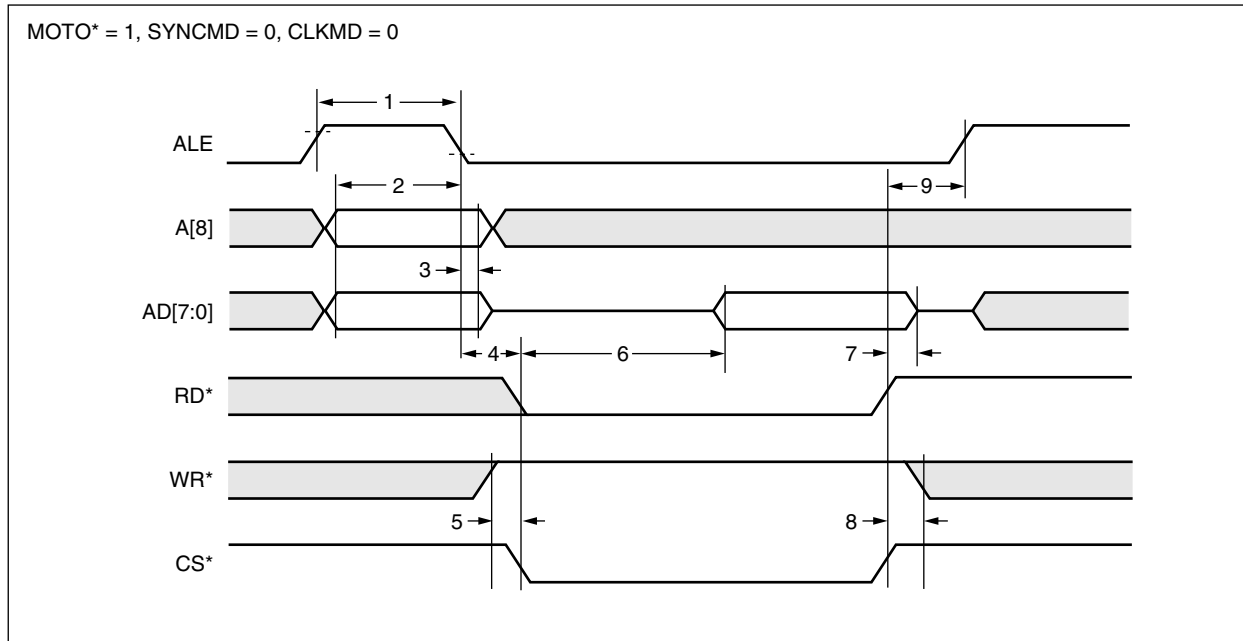 MOTO* = 1, SYNCMD = 0, CLKMD = 0
1
ALE
2
9
A[8]
3
AD[7:0]
4
6
7
RD*
WR*
5
8
CS*